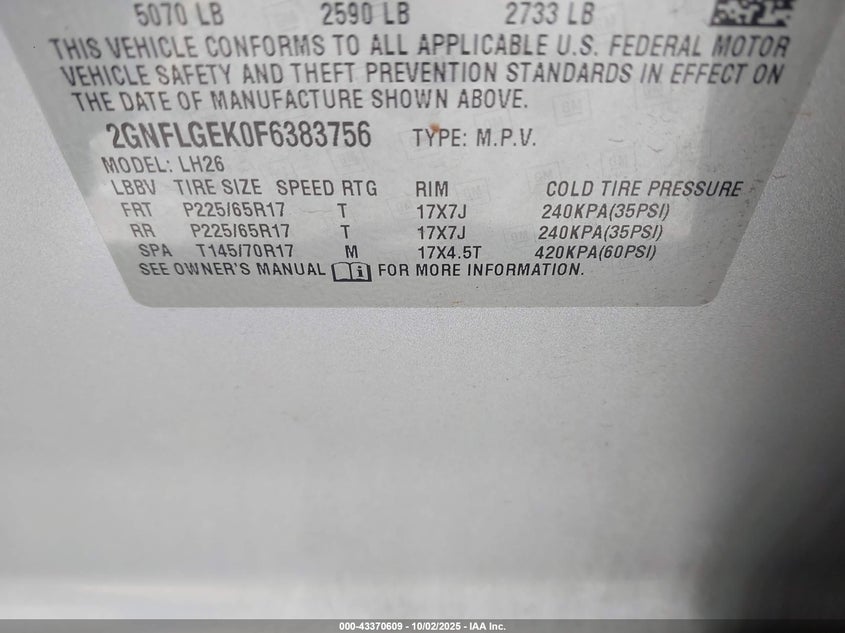 5070 LB 2590 LB 2733 LB
THIS VEHICLE CONFORMS TO ALL APPLICABLE U.S. FEDERAL MOTOR
VEHICLE SAFETY AND THEFT PREVENTION STANDARDS IN EFFECT ON
THE DATE OF MANUFACTURE SHOWN ABOVE.
2GNFLGEK0F6383756 TYPE: M.P.V.
MODEL: LH26
LBBV TIRE SIZE SPEED RTG RIM COLD TIRE PRESSURE
FRT P225/65R17 T 17X7J 240KPA(35PSI)
RR P225/65R17 T 17X7J 240KPA(35PSI)
SPA T145/70R17 M 17X4.5T 420KPA(60PSI)
SEE OWNER'S MANUAL i FOR MORE INFORMATION.
000-43370609 - 10/02/2025 - IAA Inc.